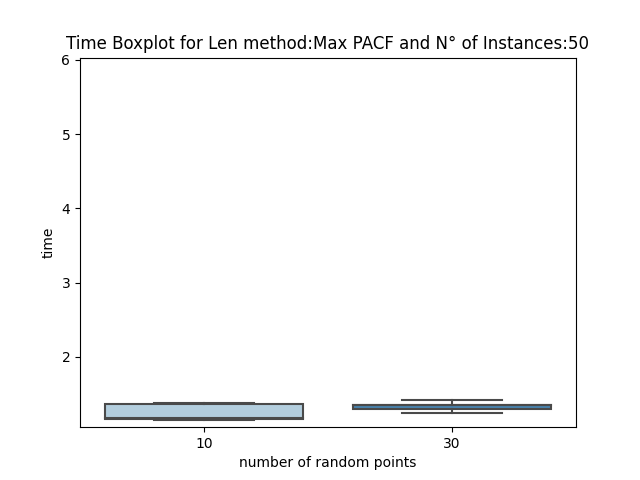 Time Boxplot for Len method:Max PACF and N° of Instances:50
6
5
4
3
2
time
10 30
number of random points